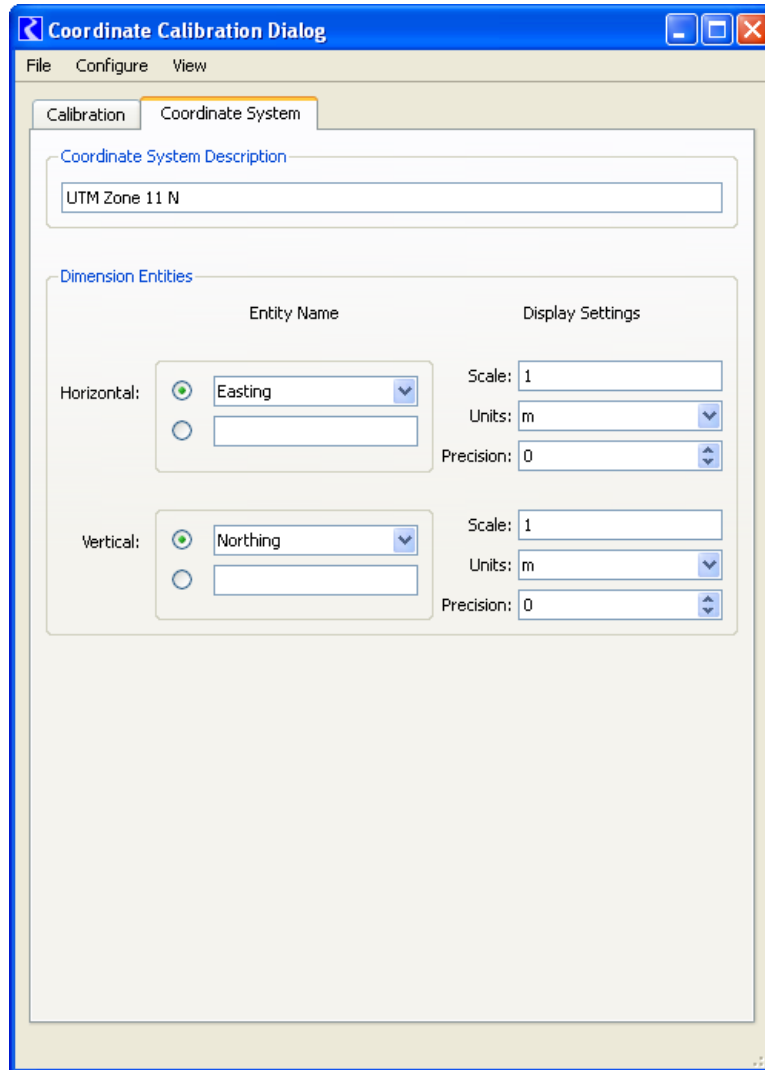 Coordinate Calibration Dialog
File Configure View
Calibration Coordinate System
Coordinate System Description
UTM Zone 11 N
Dimension Entities
Entity Name Display Settings
Horizontal: Easting Scale: 1
Units: m
Precision: 0
Vertical: Northing Scale: 1
Units: m
Precision: 0